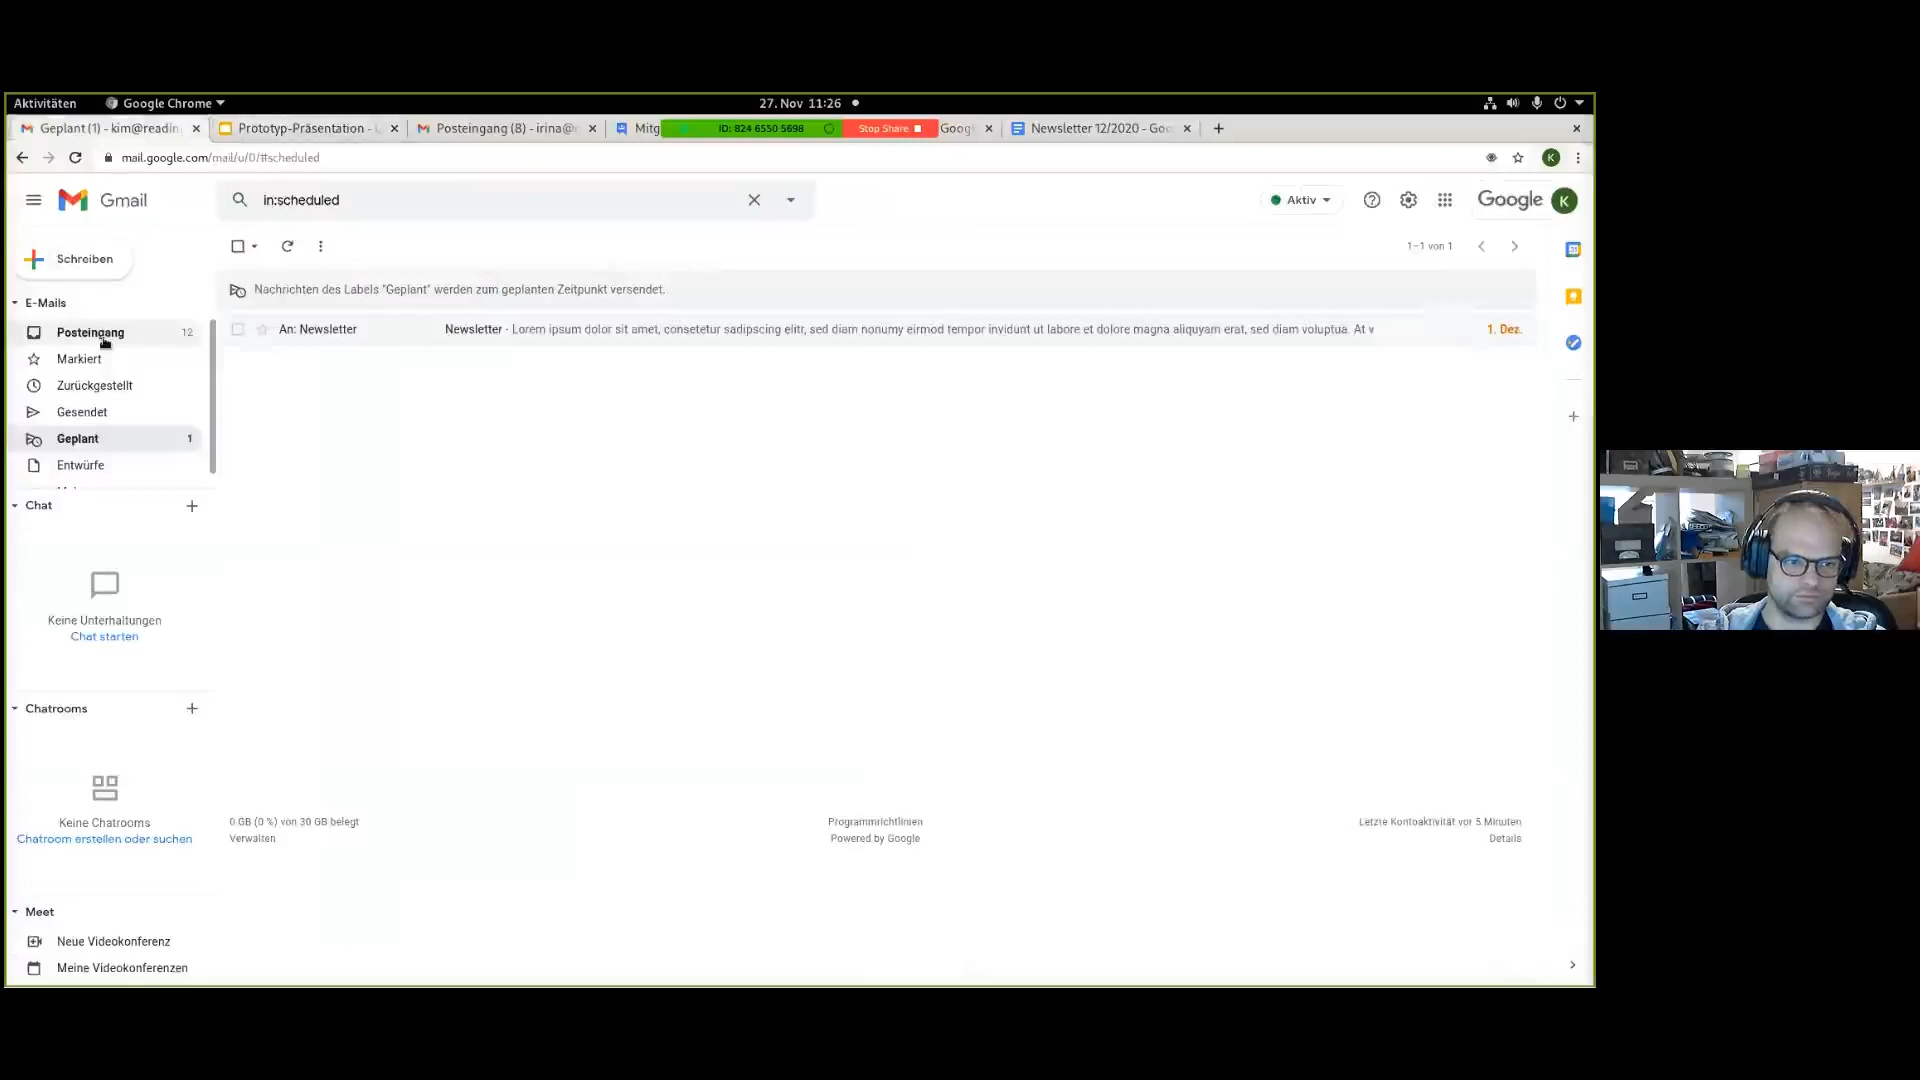 Aktivitäten Google Chrome 27. Nov 11:26
Geplant (1) - kim@readin Prototyp-Präsentation - Posteingang (8) - irina@ Mitg ID: 824 6550 5698 Stop Share Googl Newsletter 12/2020 - Goo
mail.google.com/mail/u/0/#scheduled K
Gmail in:scheduled Aktiv Google K
1–1 von 1
Schreiben
Nachrichten des Labels "Geplant" werden zum geplanten Zeitpunkt versendet.
E-Mails
An: Newsletter Newsletter - Lorem ipsum dolor sit amet, consetetur sadipscing elitr, sed diam nonumy eirmod tempor invidunt ut labore et dolore magna aliquyam erat, sed diam voluptua. At v 1. Dez.
Posteingang 12
Markiert
Zurückgestellt
Gesendet
Geplant 1
Entwürfe
Chat
Keine Unterhaltungen
Chat starten
Chatrooms
Keine Chatrooms
Chatroom erstellen oder suchen
0 GB (0 %) von 30 GB belegt
Verwalten
Programmrichtlinien
Powered by Google
Letzte Kontoaktivität vor 5 Minuten
Details
Meet
Neue Videokonferenz
Meine Videokonferenzen